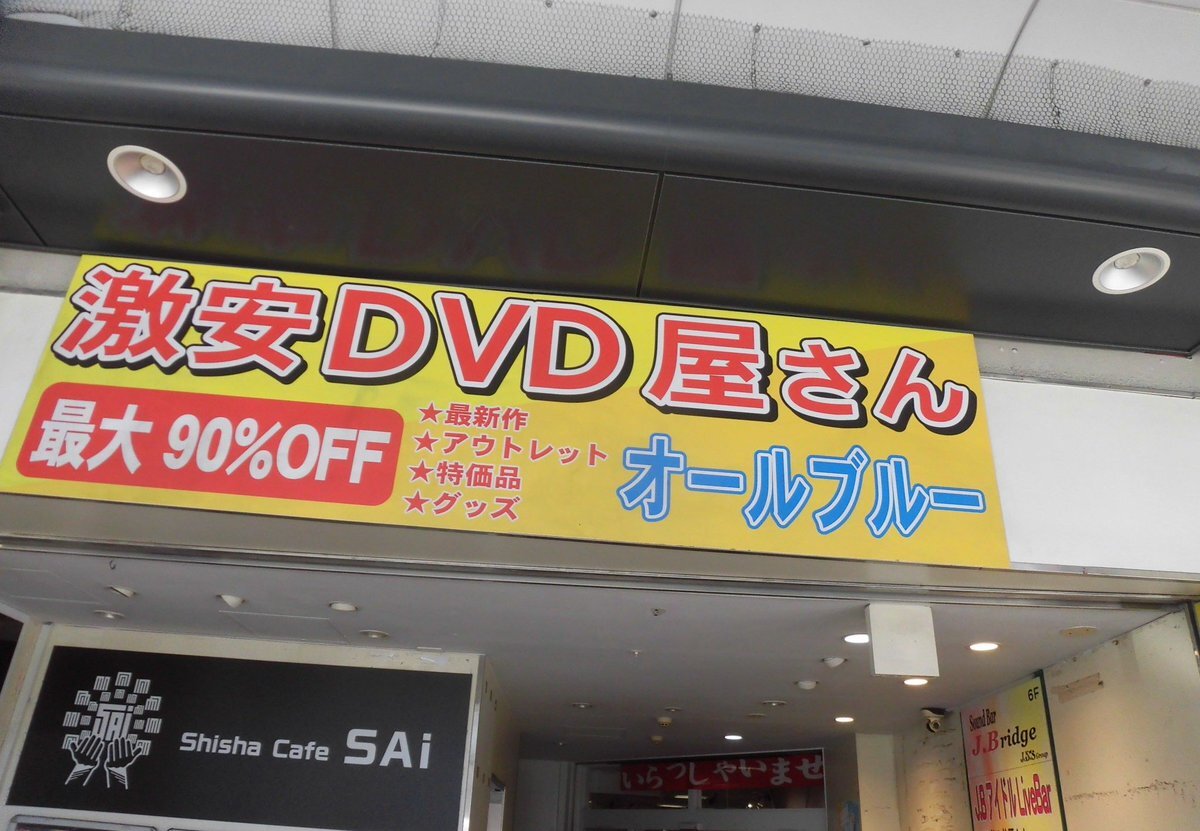 激安DVD屋さん
最大 90%OFF
★最新作
★アウトレット
★特価品
★グッズ
オールブルー
SAi
Shisha Cafe SAi
いらっしゃいませ
6F
Sound Bar
J.Bridge
J.B'S Group
J.BアイドルLiveBar